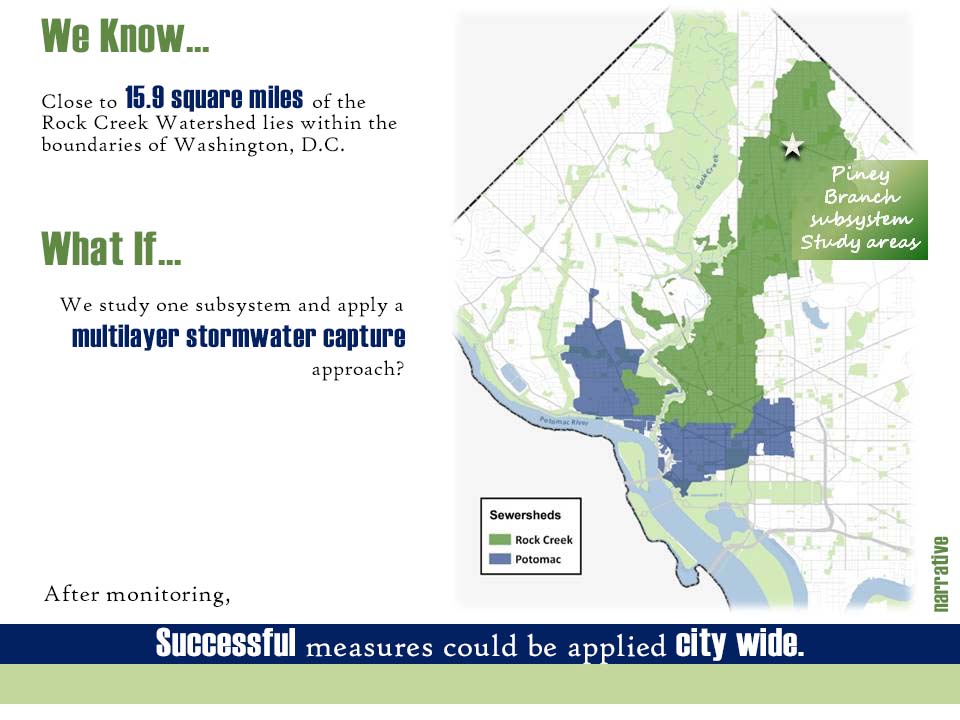 We Know...
Close to 15.9 square miles of the
Rock Creek Watershed lies within the
boundaries of Washington, D.C.
What If...
We study one subsystem and apply a
multilayer stormwater capture
approach?
After monitoring,
Successful measures could be applied city wide.
Rock Creek
Piney
Branch
subsystem
Study areas
Potomac River
Sewersheds
Rock Creek
Potomac
narrative